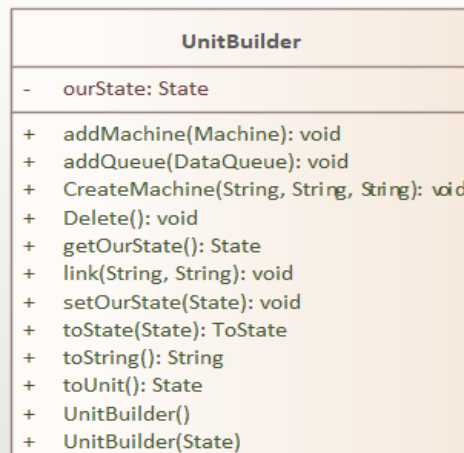 UnitBuilder
- ourState: State
+ addMachine(Machine): void
+ addQueue(DataQueue): void
+ CreateMachine(String, String, String): void
+ Delete(): void
+ getOurState(): State
+ link(String, String): void
+ setOurState(State): void
+ toState(State): ToState
+ toString(): String
+ toUnit(): State
+ UnitBuilder()
+ UnitBuilder(State)